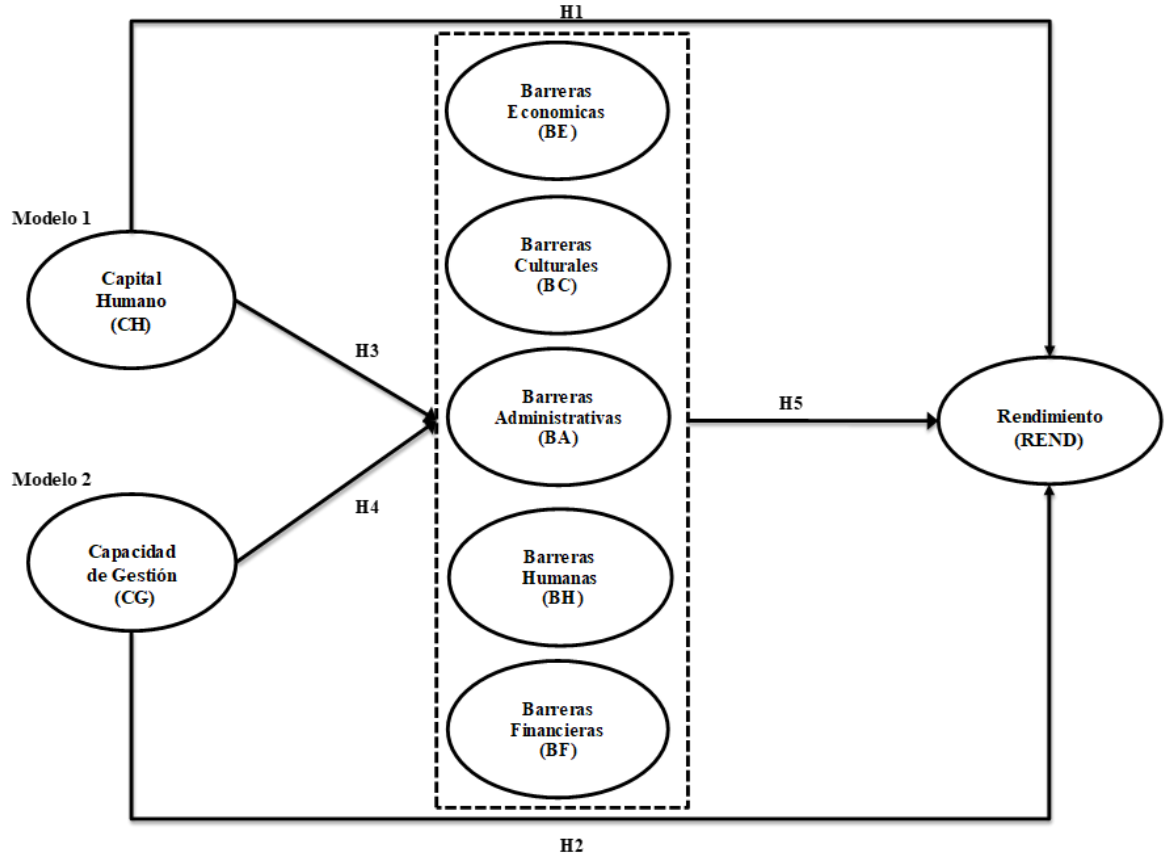 H1
Barreras
Economicas
(BE)
Modelo 1
Capital
Humano
(CH)
Barreras
Culturales
(BC)
H3
Barreras
Administrativas
(BA)
H5
Rendimiento
(REND)
Modelo 2
Capacidad
de Gestión
(CG)
H4
Barreras
Humanas
(BH)
Barreras
Financieras
(BF)
H2